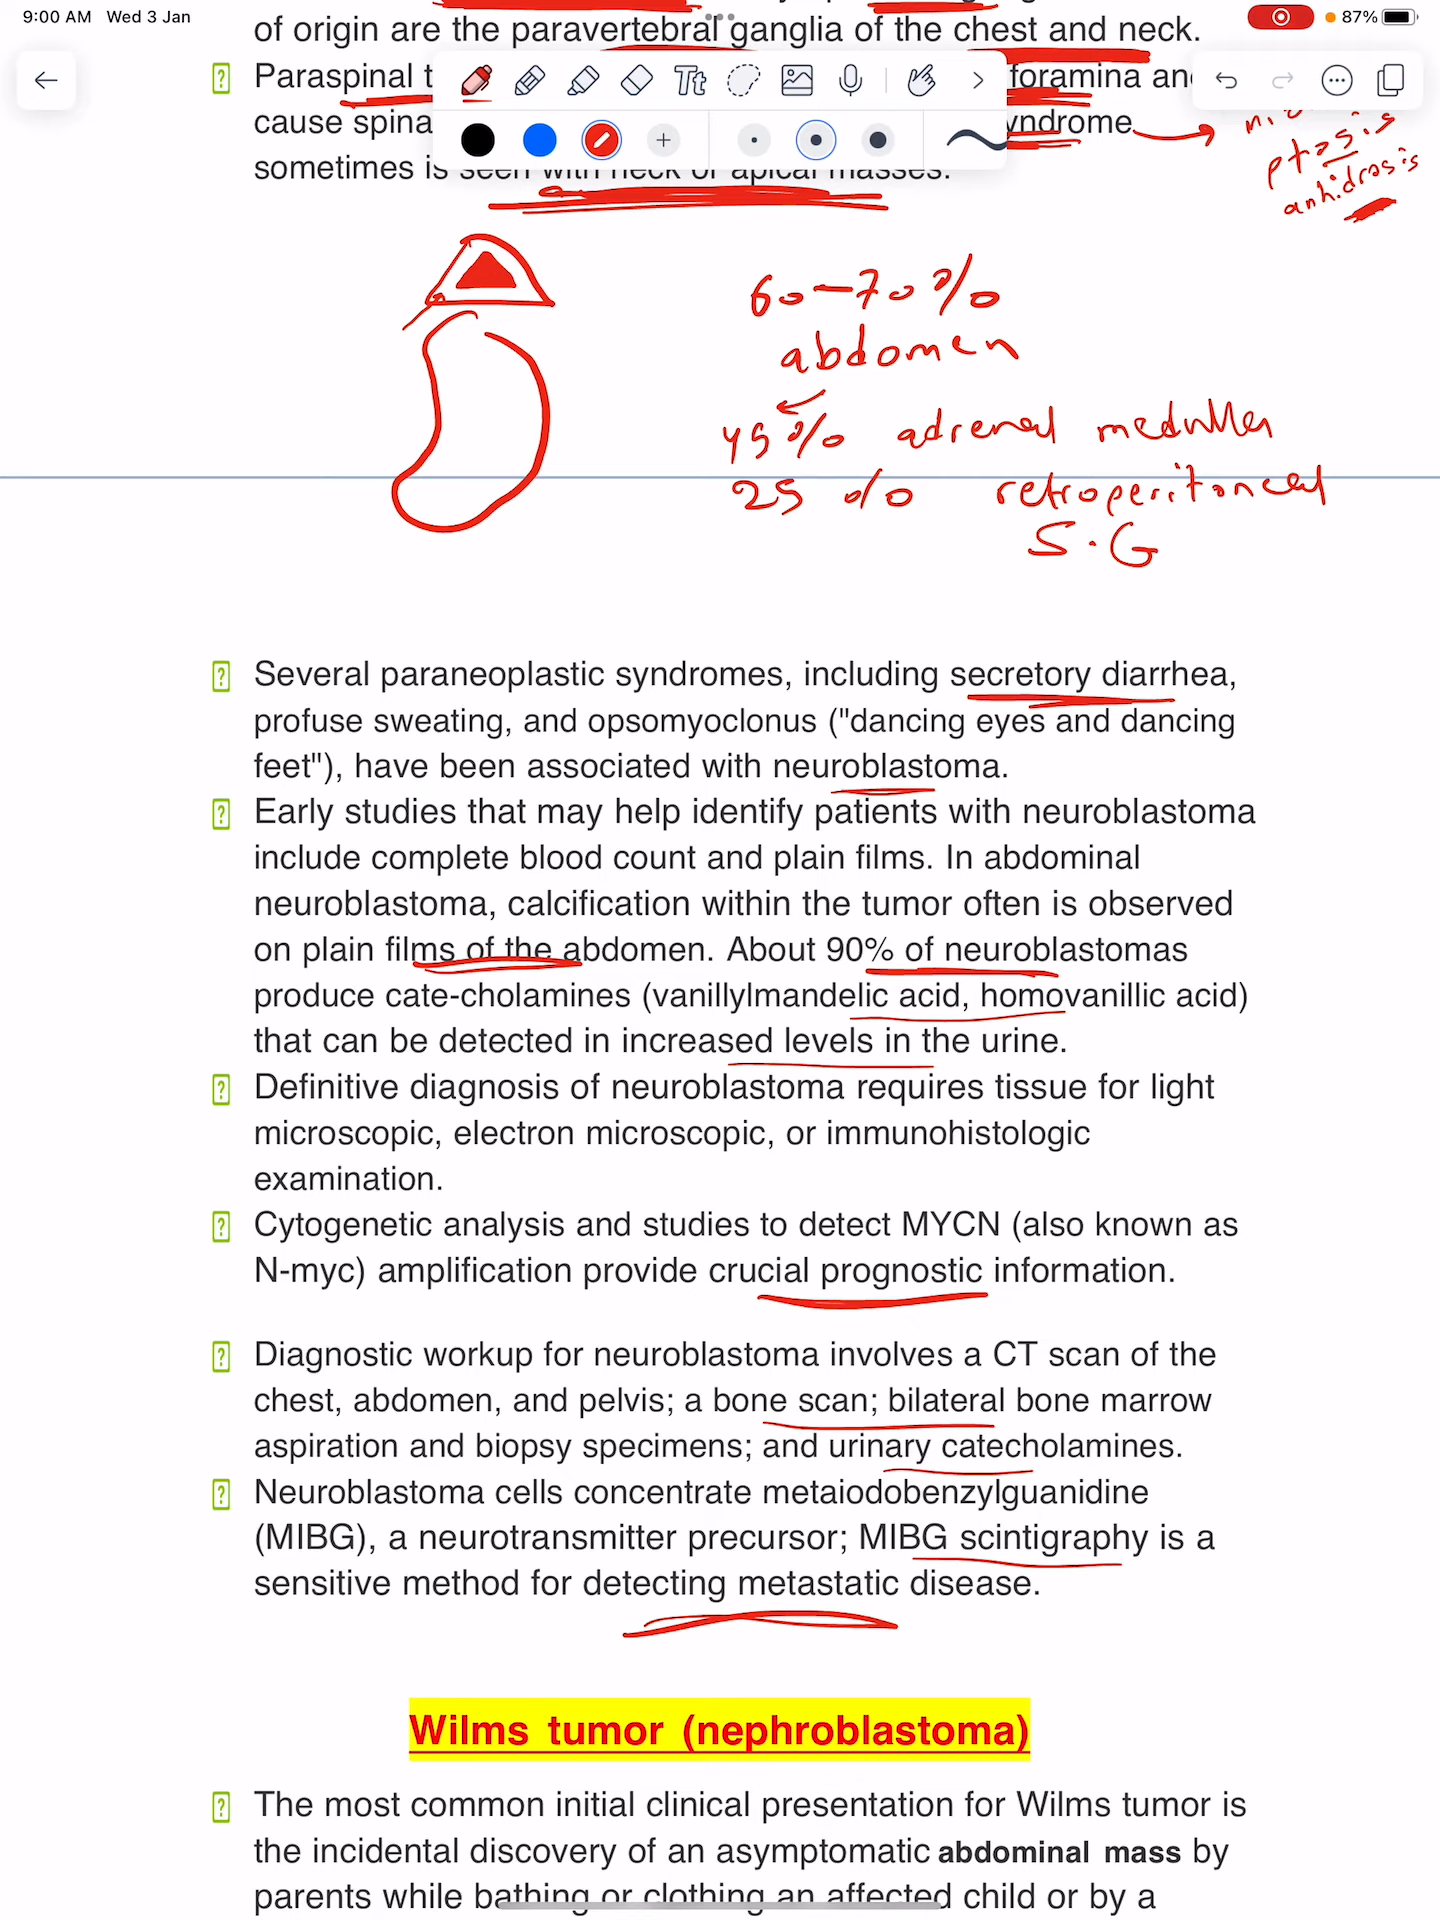 9:00 AM Wed 3 Jan
87%
of origin are the paravertebral ganglia of the chest and neck.
Paraspinal t
foramina an
cause spina
yndrome
sometimes is seen with neck or apical masses.
Tt
ptosis
anhidrosis
60-70%
abdomen
45% adrenal medulla
25 % retroperitoneal
S.G
Several paraneoplastic syndromes, including secretory diarrhea,
profuse sweating, and opsomyoclonus ("dancing eyes and dancing
feet"), have been associated with neuroblastoma.
Early studies that may help identify patients with neuroblastoma
include complete blood count and plain films. In abdominal
neuroblastoma, calcification within the tumor often is observed
on plain films of the abdomen. About 90% of neuroblastomas
produce cate-cholamines (vanillylmandelic acid, homovanillic acid)
that can be detected in increased levels in the urine.
Definitive diagnosis of neuroblastoma requires tissue for light
microscopic, electron microscopic, or immunohistologic
examination.
Cytogenetic analysis and studies to detect MYCN (also known as
N-myc) amplification provide crucial prognostic information.
Diagnostic workup for neuroblastoma involves a CT scan of the
chest, abdomen, and pelvis; a bone scan; bilateral bone marrow
aspiration and biopsy specimens; and urinary catecholamines.
Neuroblastoma cells concentrate metaiodobenzylguanidine
(MIBG), a neurotransmitter precursor; MIBG scintigraphy is a
sensitive method for detecting metastatic disease.
Wilms tumor (nephroblastoma)
The most common initial clinical presentation for Wilms tumor is
the incidental discovery of an asymptomatic abdominal mass by
parents while bathing or clothing an affected child or by a